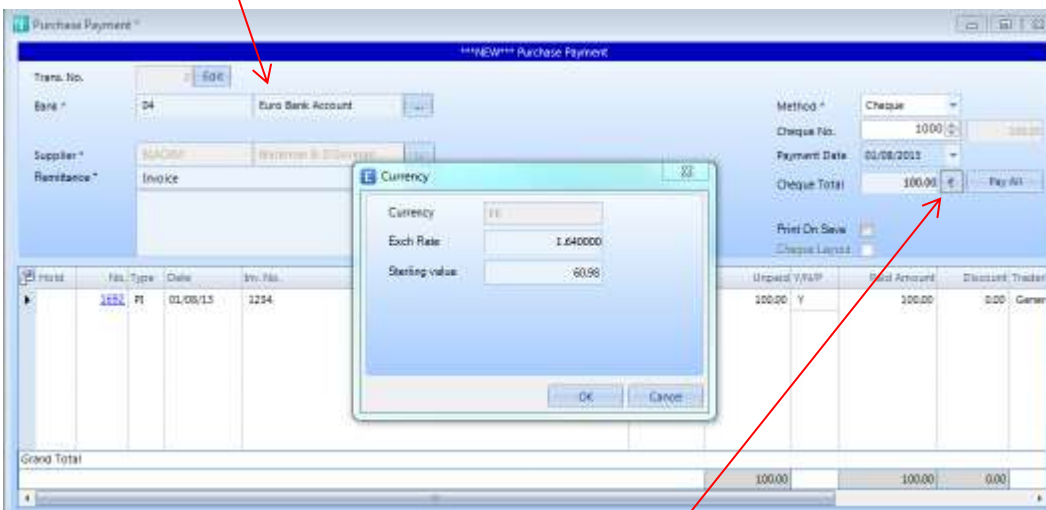 Purchase Payment *
***NEW*** Purchase Payment
Trans. No. Edit
Bank * 04 Euro Bank Account ...
Method * Cheque
Cheque No. 1000
Supplier * ...
Payment Date 01/08/2013
Remittance * Invoice
Cheque Total 100.00 € Pay All
Print On Save
Cheque Layout
Currency
Currency
Exch Rate 1.640000
Sterling value 60.98
OK Cancel
Hold No. Type Date Inv. No. Unpaid Y/N/P Paid Amount Discount Trader
1692 PI 01/08/13 1234 100.00 Y 100.00 0.00 Gener
Grand Total
100.00 100.00 0.00